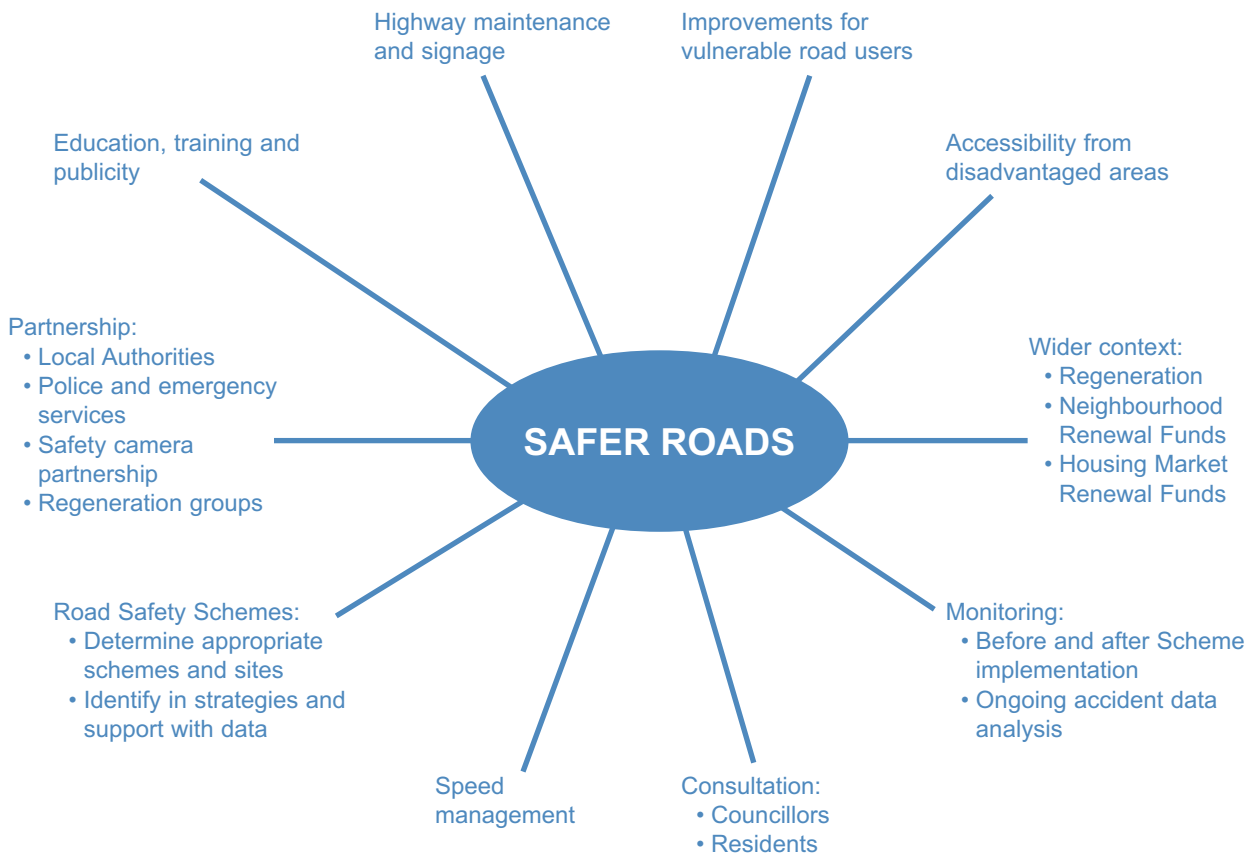 Highway maintenance
and signage
Improvements for
vulnerable road users
Education, training and
publicity
Accessibility from
disadvantaged areas
Partnership:
• Local Authorities
• Police and emergency
services
• Safety camera
partnership
• Regeneration groups
SAFER ROADS
Wider context:
• Regeneration
• Neighbourhood
Renewal Funds
• Housing Market
Renewal Funds
Road Safety Schemes:
• Determine appropriate
schemes and sites
• Identify in strategies and
support with data
Monitoring:
• Before and after Scheme
implementation
• Ongoing accident data
analysis
Speed
management
Consultation:
• Councillors
• Residents